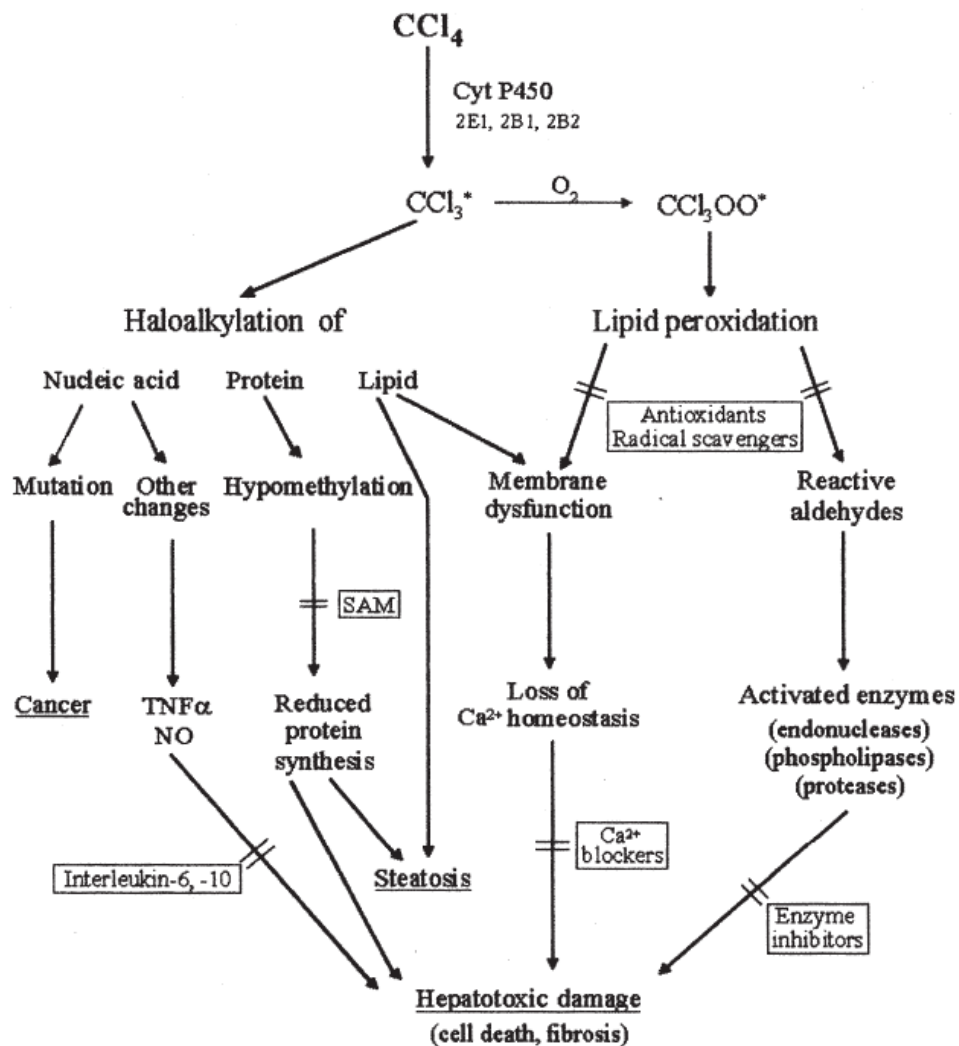 CCl₄
Cyt P450
2E1, 2B1, 2B2
CCl₃*
O₂
CCl₃OO*
Haloalkylation of
Lipid peroxidation
Nucleic acid
Protein
Lipid
Antioxidants
Radical scavengers
Mutation
Other
changes
Hypomethylation
Membrane
dysfunction
Reactive
aldehydes
SAM
Cancer
TNFα
NO
Reduced
protein
synthesis
Loss of
Ca²⁺ homeostasis
Activated enzymes
(endonucleases)
(phospholipases)
(proteases)
Interleukin-6, -10
Steatosis
Ca²⁺
blockers
Enzyme
inhibitors
Hepatotoxic damage
(cell death, fibrosis)